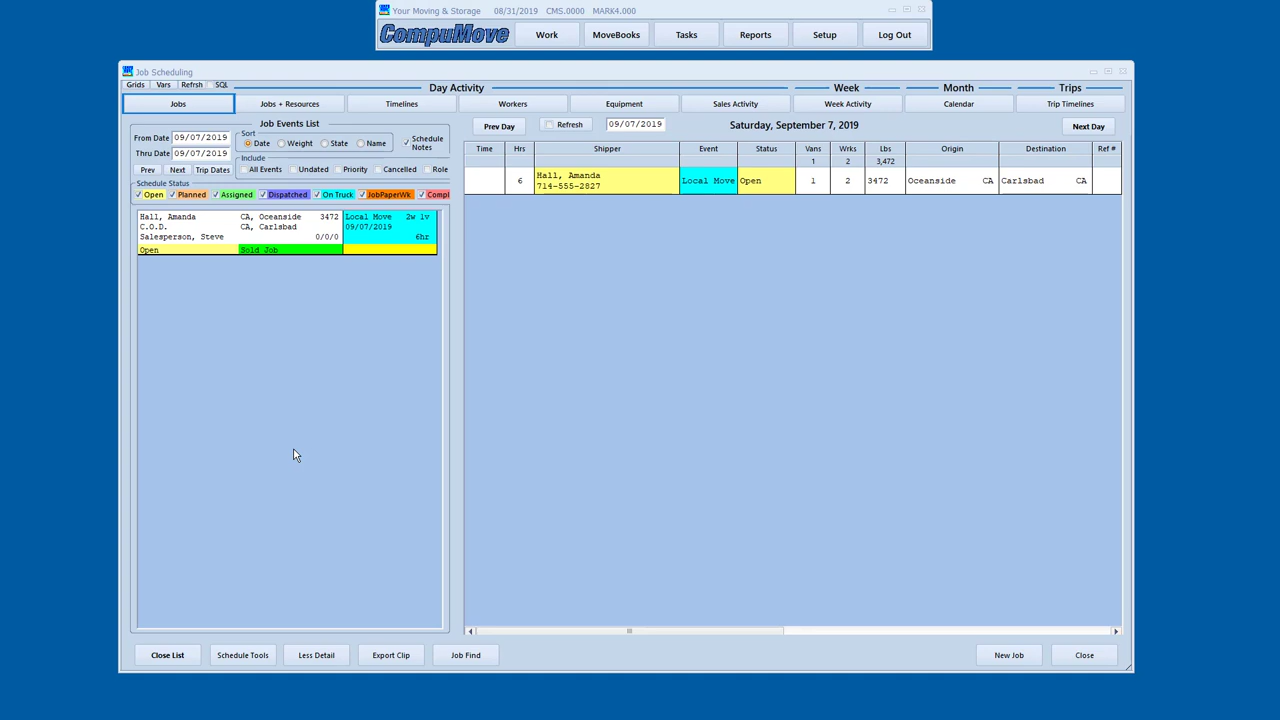 Your Moving & Storage 08/31/2019 CMS.0000 MARK4.000
CompuMove Work MoveBooks Tasks Reports Setup Log Out
Job Scheduling
Grids Vars Refrsh SQL
Day Activity Week Month Trips
Jobs Jobs + Resources Timelines Workers Equipment Sales Activity Week Activity Calendar Trip Timelines
Job Events List
From Date 09/07/2019
Thru Date 09/07/2019
Prev Next Trip Dates
Sort
Date Weight State Name
Schedule Notes
Include
All Events Undated Priority Cancelled Role
Schedule Status
Open Planned Assigned Dispatched On Truck JobPaperWk Compl
Hall, Amanda CA, Oceanside 3472 Local Move 2w 1v
C.O.D. CA, Carlsbad 09/07/2019
Salesperson, Steve 0/0/0 6hr
Open Sold Job
Prev Day Refresh 09/07/2019 Saturday, September 7, 2019 Next Day
Time Hrs Shipper Event Status Vans Wrks Lbs Origin Destination Ref #
1 2 3,472
6 Hall, Amanda Local Move Open 1 2 3472 Oceanside CA Carlsbad CA
714-555-2827
Close List Schedule Tools Less Detail Export Clip Job Find New Job Close